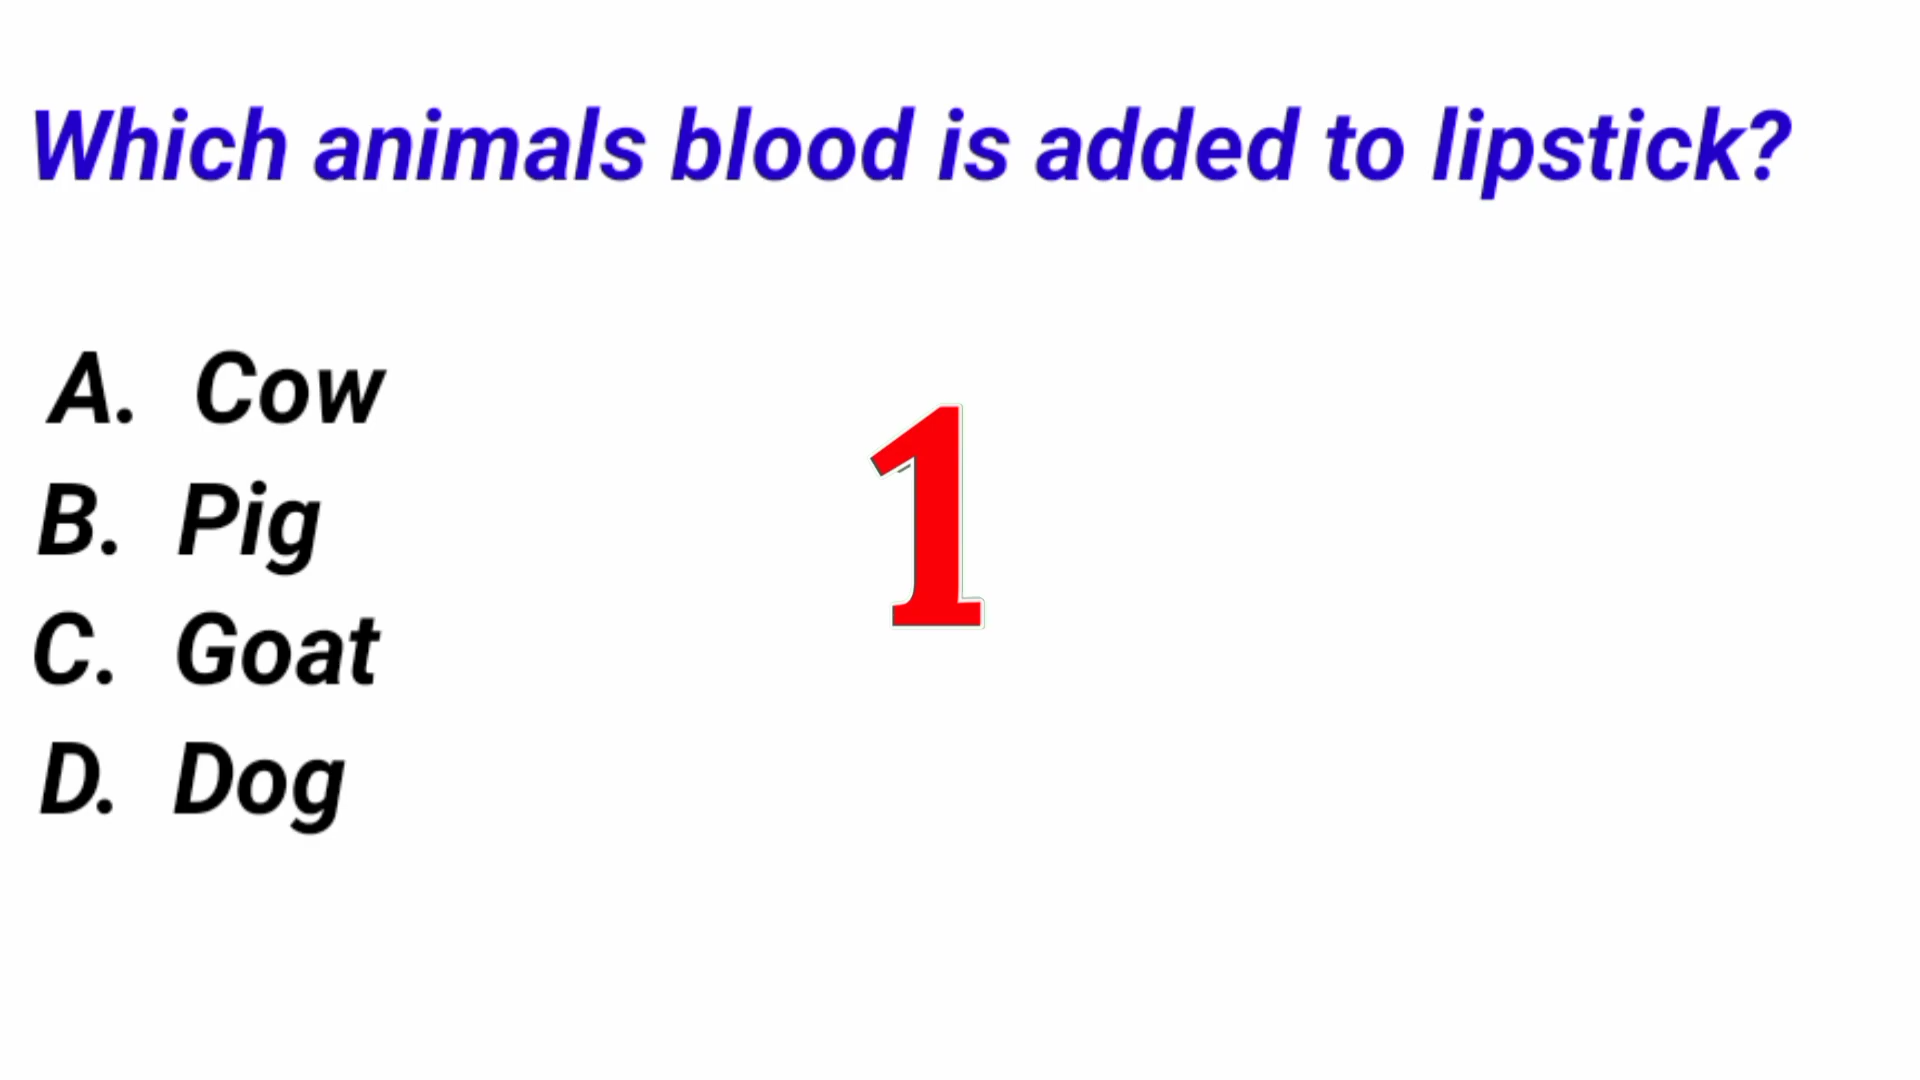 Which animals blood is added to lipstick?
A. Cow
B. Pig
1
C. Goat
D. Dog